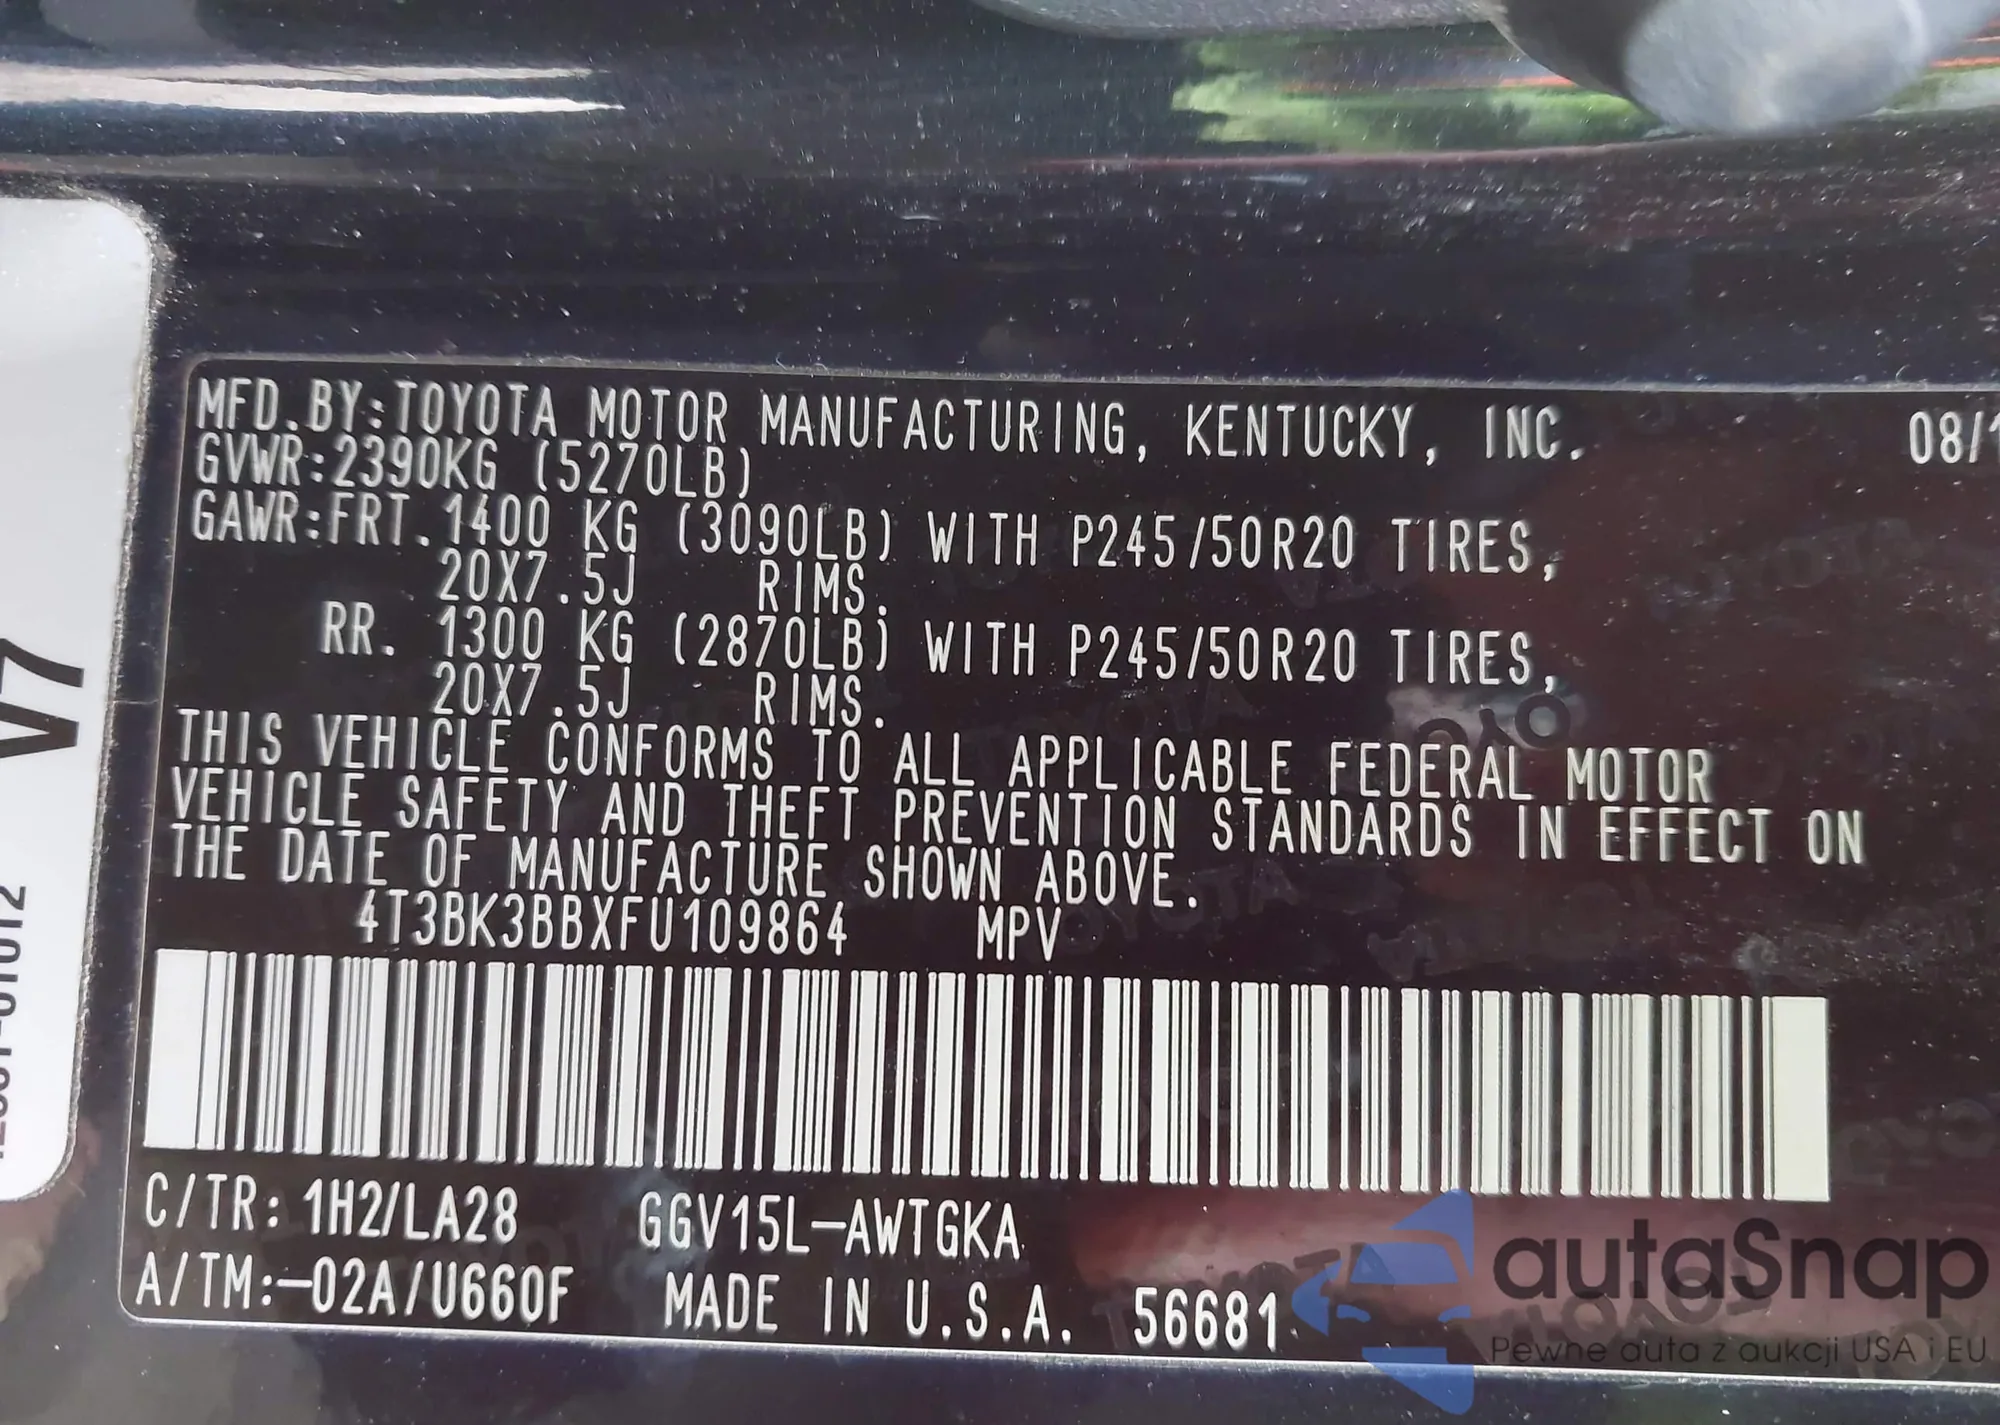 MFD.BY:TOYOTA MOTOR MANUFACTURING, KENTUCKY, INC. 08/1
GVWR:2390KG (5270LB)
GAWR:FRT.1400 KG (3090LB) WITH P245/50R20 TIRES,
20X7.5J RIMS.
RR. 1300 KG (2870LB) WITH P245/50R20 TIRES,
20X7.5J RIMS.
THIS VEHICLE CONFORMS TO ALL APPLICABLE FEDERAL MOTOR
VEHICLE SAFETY AND THEFT PREVENTION STANDARDS IN EFFECT ON
THE DATE OF MANUFACTURE SHOWN ABOVE.
4T3BK3BBXFU109864 MPV
C/TR: 1H2/LA28 GGV15L-AWTGKA
A/TM:-02A/U660F MADE IN U.S.A. 56681
V7
autaSnap
Pewne auta z aukcji USA i EU